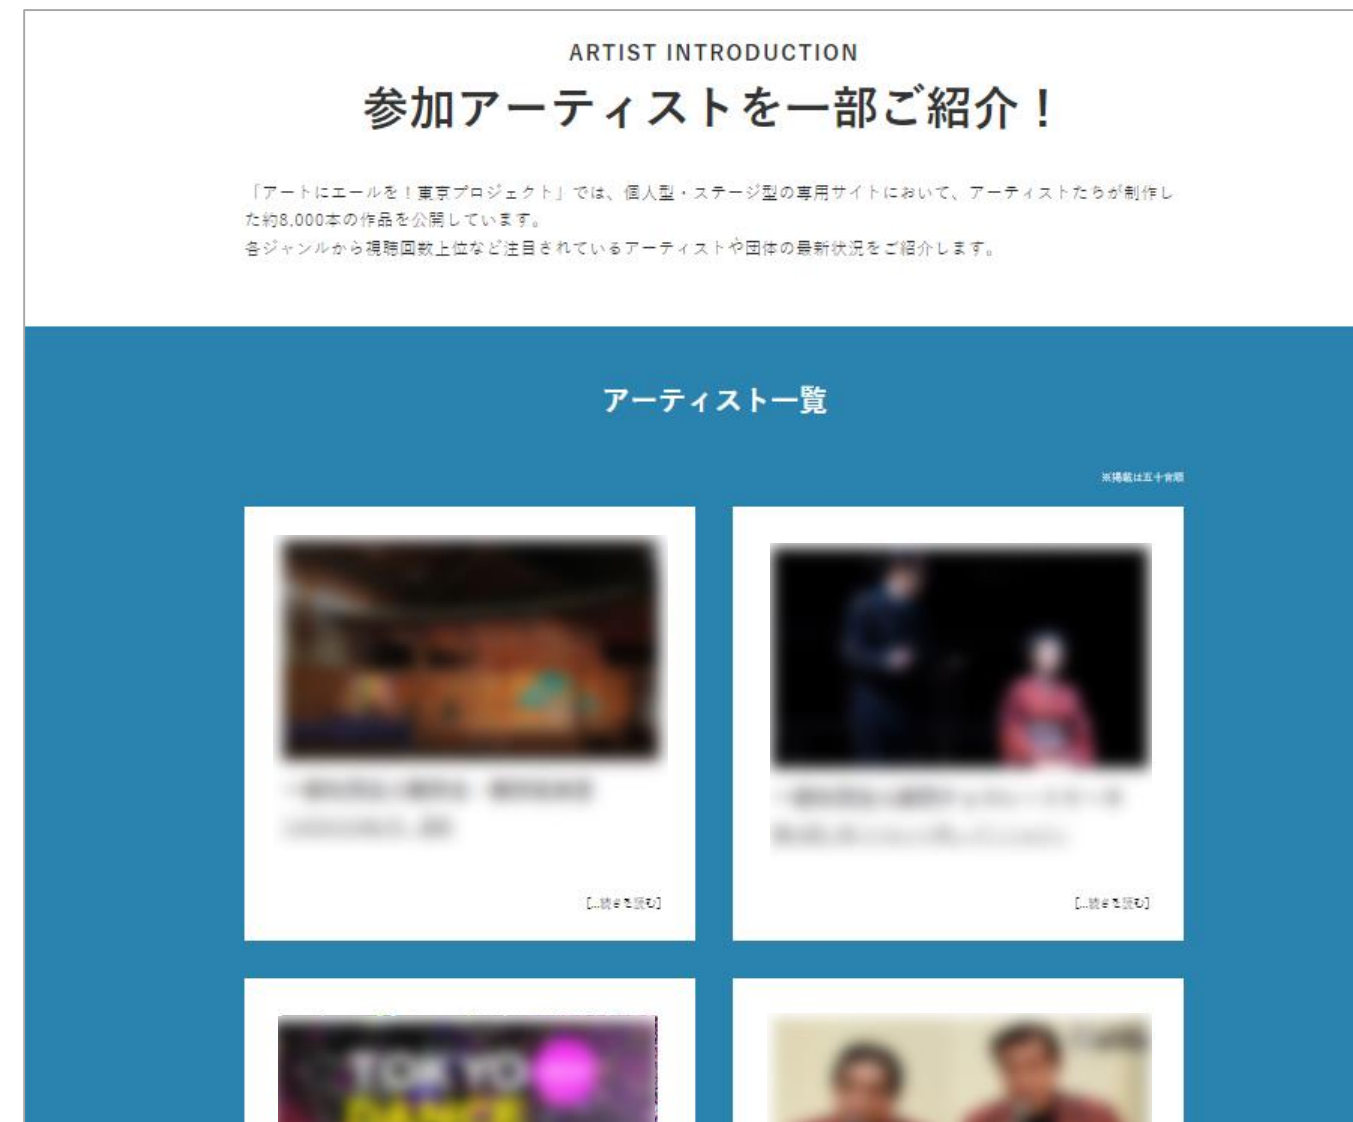 ARTIST INTRODUCTION
参加アーティストを一部ご紹介！
「アートにエールを！東京プロジェクト」では、個人型・ステージ型の専用サイトにおいて、アーティストたちが制作し
た約8,000本の作品を公開しています。
各ジャンルから視聴回数上位など注目されているアーティストや団体の最新状況をご紹介します。
アーティスト一覧
※掲載は五十音順
[...続きを読む]
[...続きを読む]
TOKYO
DANCE